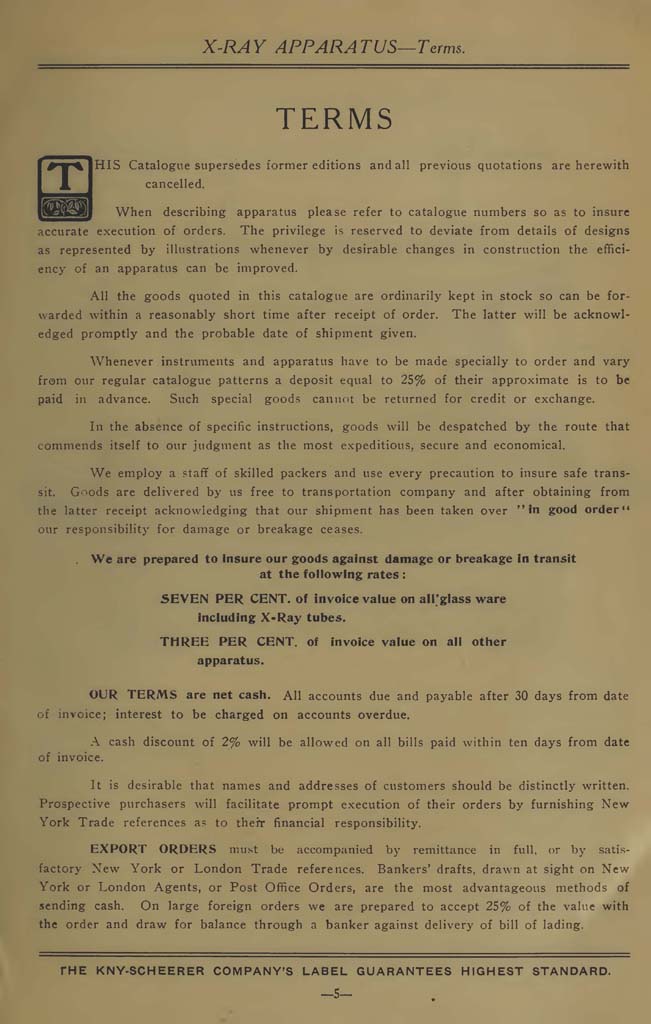 X-RAY APPARATUS—Terms.
TERMS
THIS Catalogue supersedes former editions and all previous quotations are herewith
cancelled.
When describing apparatus please refer to catalogue numbers so as to insure
accurate execution of orders. The privilege is reserved to deviate from details of designs
as represented by illustrations whenever by desirable changes in construction the effici-
ency of an apparatus can be improved.
All the goods quoted in this catalogue are ordinarily kept in stock so can be for-
warded within a reasonably short time after receipt of order. The latter will be acknowl-
edged promptly and the probable date of shipment given.
Whenever instruments and apparatus have to be made specially to order and vary
from our regular catalogue patterns a deposit equal to 25% of their approximate is to be
paid in advance. Such special goods cannot be returned for credit or exchange.
In the absence of specific instructions, goods will be despatched by the route that
commends itself to our judgment as the most expeditious, secure and economical.
We employ a staff of skilled packers and use every precaution to insure safe trans-
sit. Goods are delivered by us free to transportation company and after obtaining from
the latter receipt acknowledging that our shipment has been taken over "in good order"
our responsibility for damage or breakage ceases.
We are prepared to insure our goods against damage or breakage in transit
at the following rates :
SEVEN PER CENT. of invoice value on all glass ware
including X-Ray tubes.
THREE PER CENT. of invoice value on all other
apparatus.
OUR TERMS are net cash. All accounts due and payable after 30 days from date
of invoice; interest to be charged on accounts overdue.
A cash discount of 2% will be allowed on all bills paid within ten days from date
of invoice.
It is desirable that names and addresses of customers should be distinctly written.
Prospective purchasers will facilitate prompt execution of their orders by furnishing New
York Trade references as to their financial responsibility.
EXPORT ORDERS must be accompanied by remittance in full, or by satis-
factory New York or London Trade references. Bankers' drafts, drawn at sight on New
York or London Agents, or Post Office Orders, are the most advantageous methods of
sending cash. On large foreign orders we are prepared to accept 25% of the value with
the order and draw for balance through a banker against delivery of bill of lading.
THE KNY-SCHEERER COMPANY'S LABEL GUARANTEES HIGHEST STANDARD.
—5—